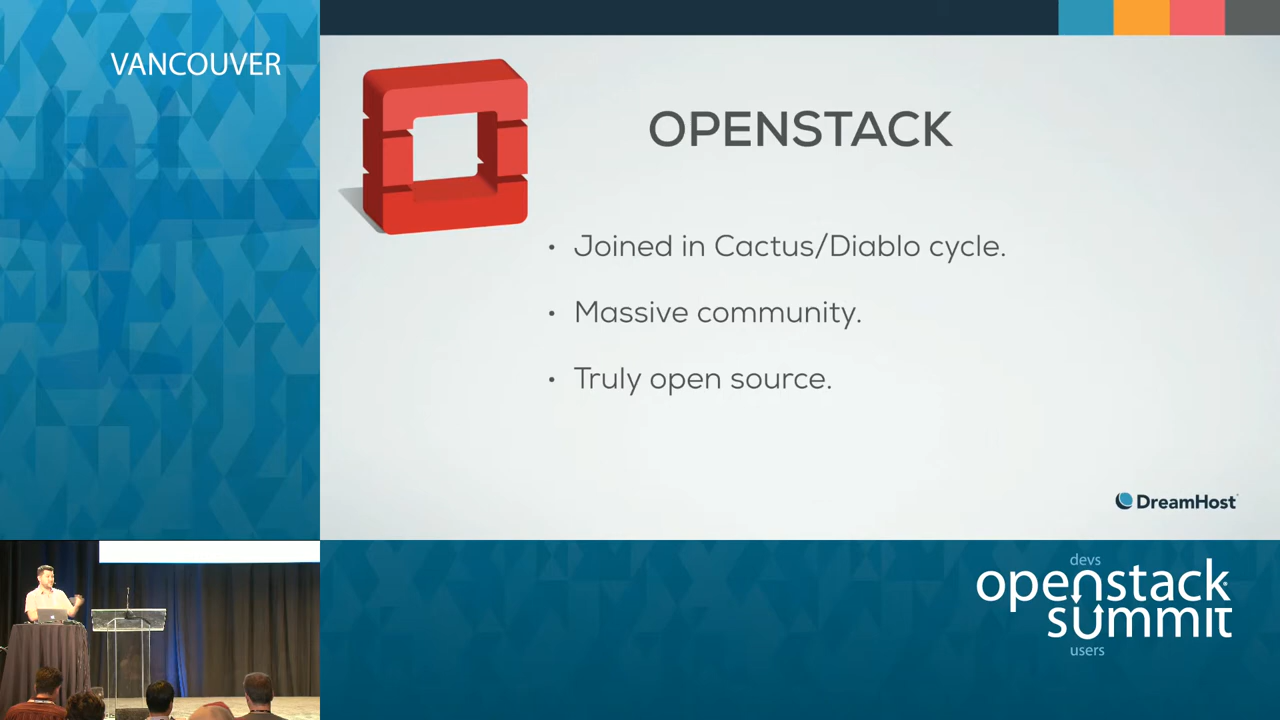 VANCOUVER
OPENSTACK
• Joined in Cactus/Diablo cycle.
• Massive community.
• Truly open source.
DreamHost
devs
openstack
summit
users